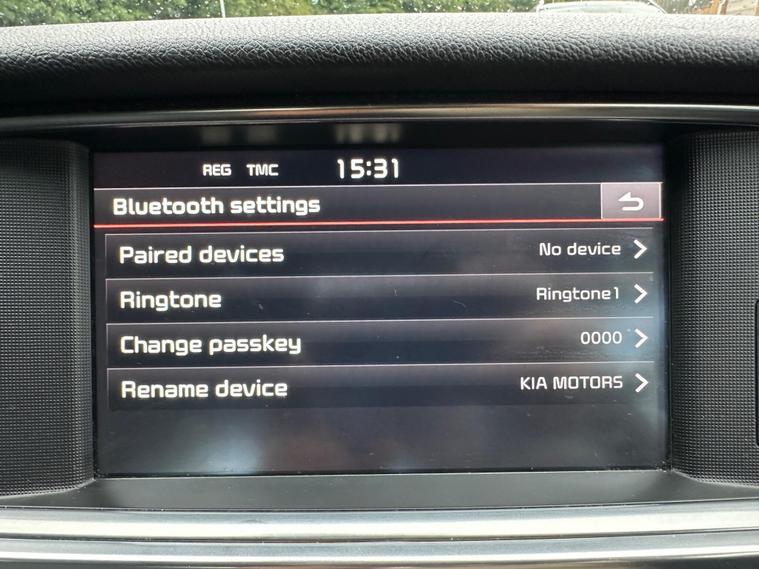 REG TMC 15:31
Bluetooth settings
Paired devices No device
Ringtone Ringtone1
Change passkey 0000
Rename device KIA MOTORS